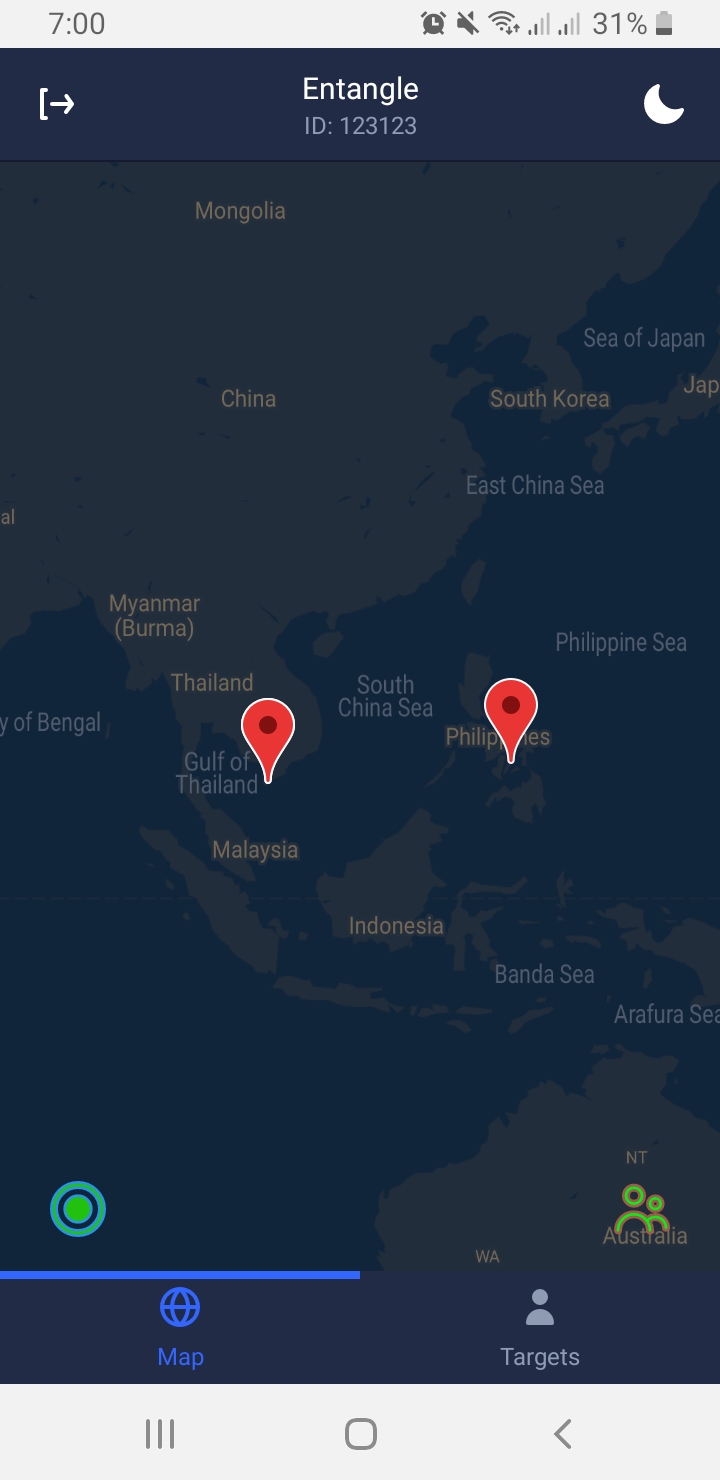 7:00
31%
Entangle
ID: 123123
Mongolia
Sea of Japan
Jap
China
South Korea
East China Sea
al
Myanmar
(Burma)
Philippine Sea
Thailand
South
China Sea
y of Bengal
Philip
nes
Gulf of
Thailand
Malaysia
Indonesia
Banda Sea
Arafura Sea
NT
Australia
WA
Map
Targets